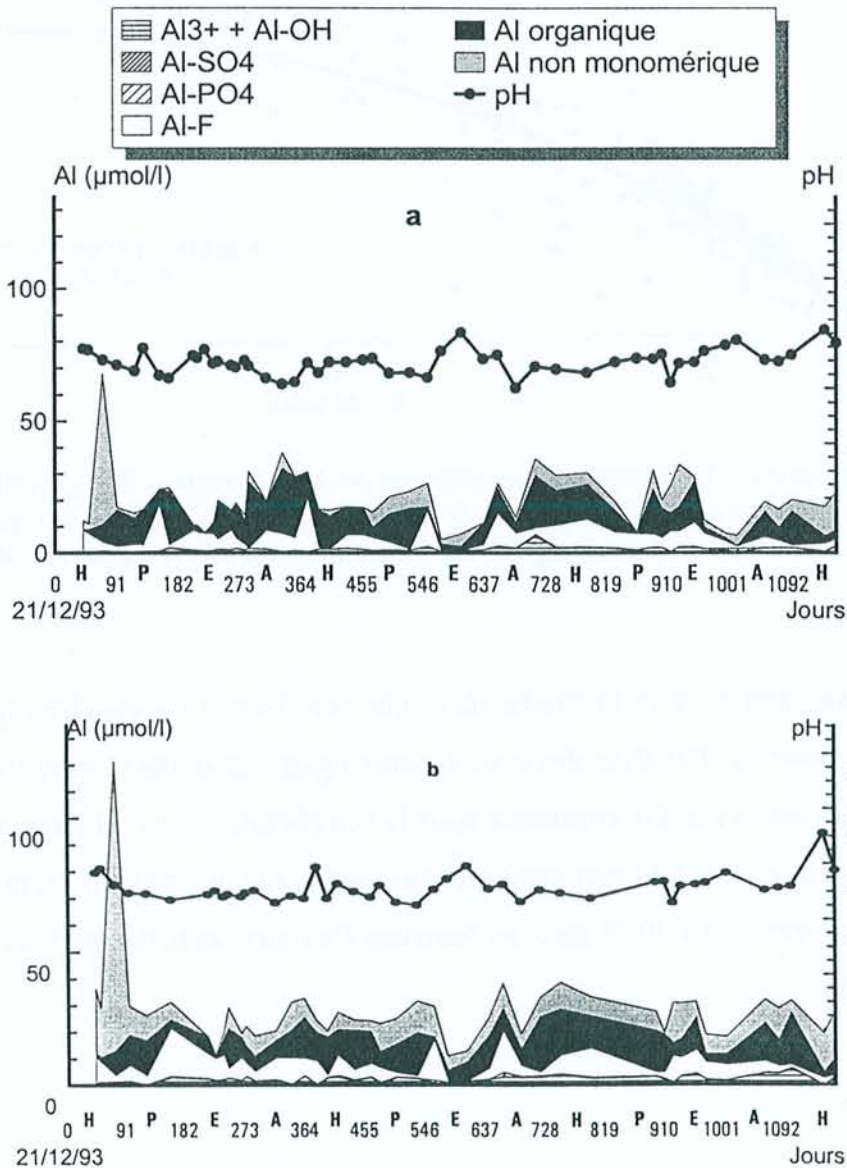 Al3+ + Al-OH
Al-SO4
Al-PO4
Al-F
Al organique
Al non monomérique
pH
Al (µmol/l)
pH
a
100
50
0
0 H 91 P 182 E 273 A 364 H 455 P 546 E 637 A 728 H 819 P 910 E 1001 A 1092 H
21/12/93
Jours
Al (µmol/l)
pH
b
100
50
0
0 H 91 P 182 E 273 A 364 H 455 P 546 E 637 A 728 H 819 P 910 E 1001 A 1092 H
21/12/93
Jours